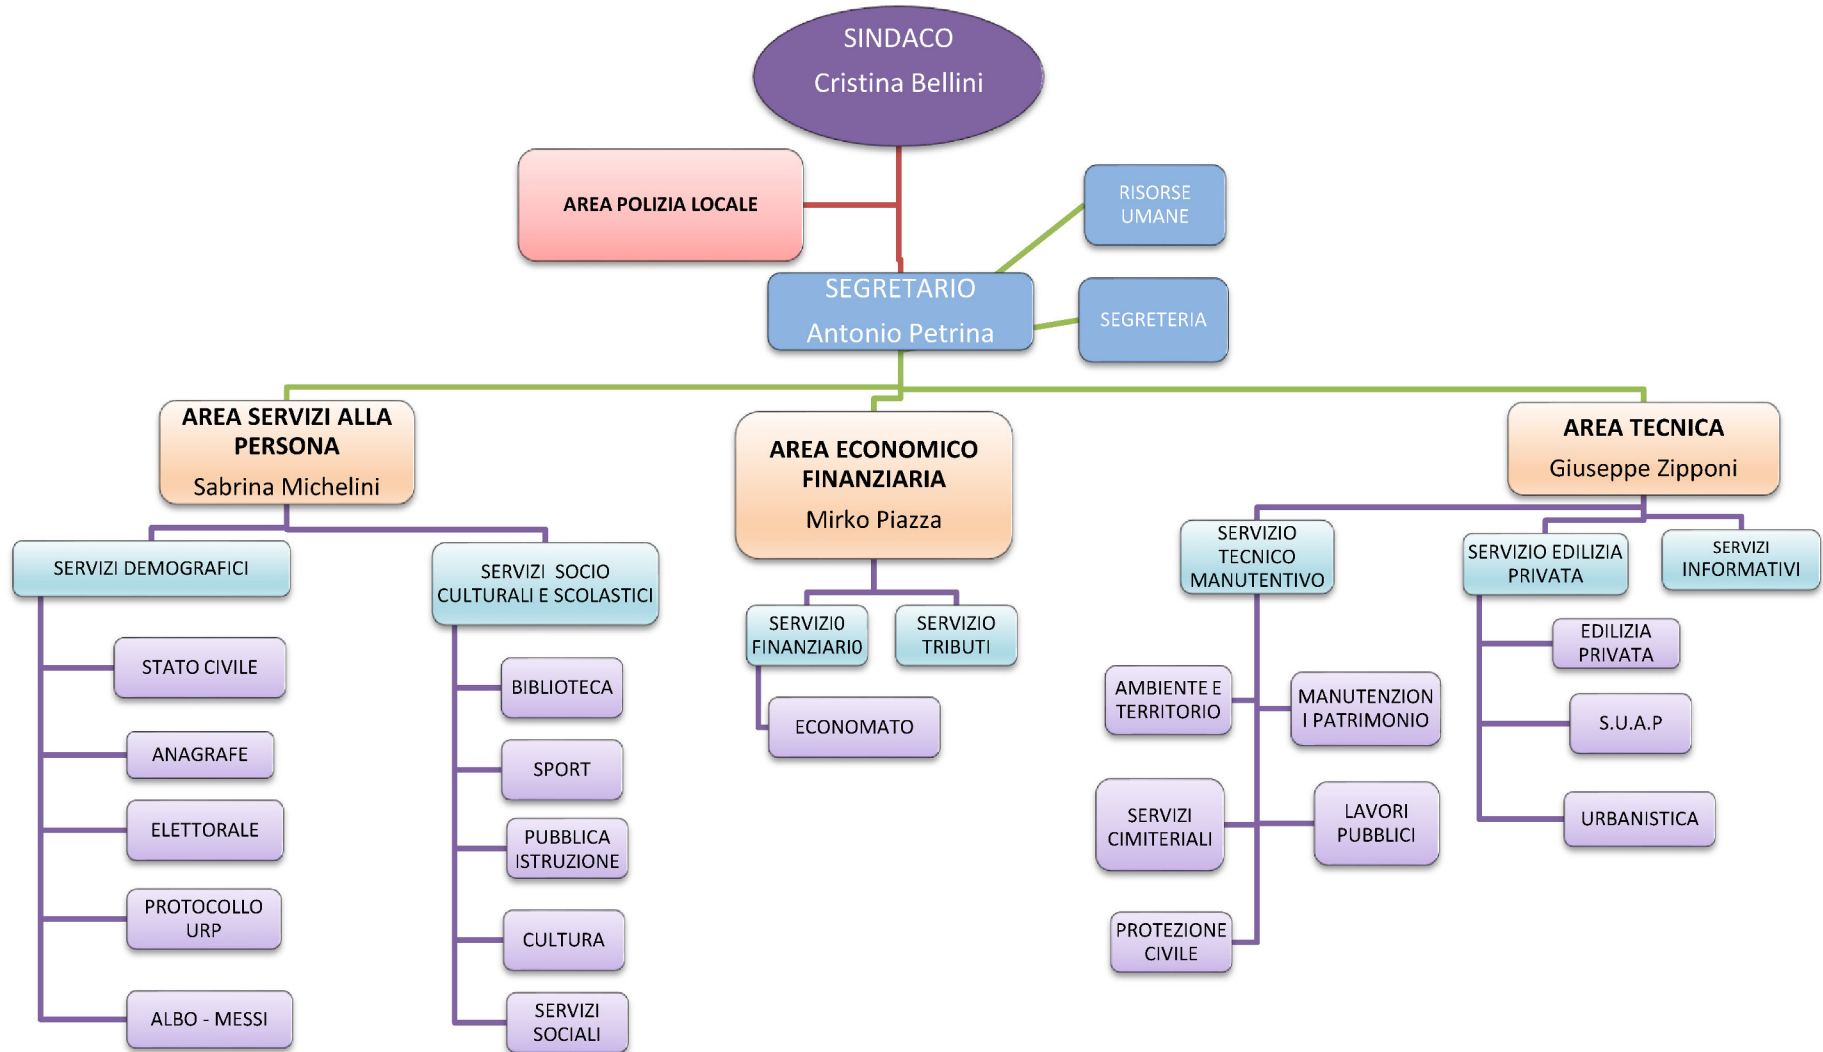 SINDACO
Cristina Bellini
AREA POLIZIA LOCALE
RISORSE
UMANE
SEGRETARIO
Antonio Petrina
SEGRETERIA
AREA SERVIZI ALLA
PERSONA
Sabrina Michelini
AREA ECONOMICO
FINANZIARIA
Mirko Piazza
AREA TECNICA
Giuseppe Zipponi
SERVIZI DEMOGRAFICI
STATO CIVILE
ANAGRAFE
ELETTORALE
PROTOCOLLO
URP
ALBO - MESSI
SERVIZI SOCIO
CULTURALI E SCOLASTICI
BIBLIOTECA
SPORT
PUBBLICA
ISTRUZIONE
CULTURA
SERVIZI
SOCIALI
SERVIZI0
FINANZIARI0
ECONOMATO
SERVIZIO
TRIBUTI
SERVIZIO
TECNICO
MANUTENTIVO
AMBIENTE E
TERRITORIO
MANUTENZION
I PATRIMONIO
SERVIZI
CIMITERIALI
LAVORI
PUBBLICI
PROTEZIONE
CIVILE
SERVIZIO EDILIZIA
PRIVATA
EDILIZIA
PRIVATA
S.U.A.P
URBANISTICA
SERVIZI
INFORMATIVI